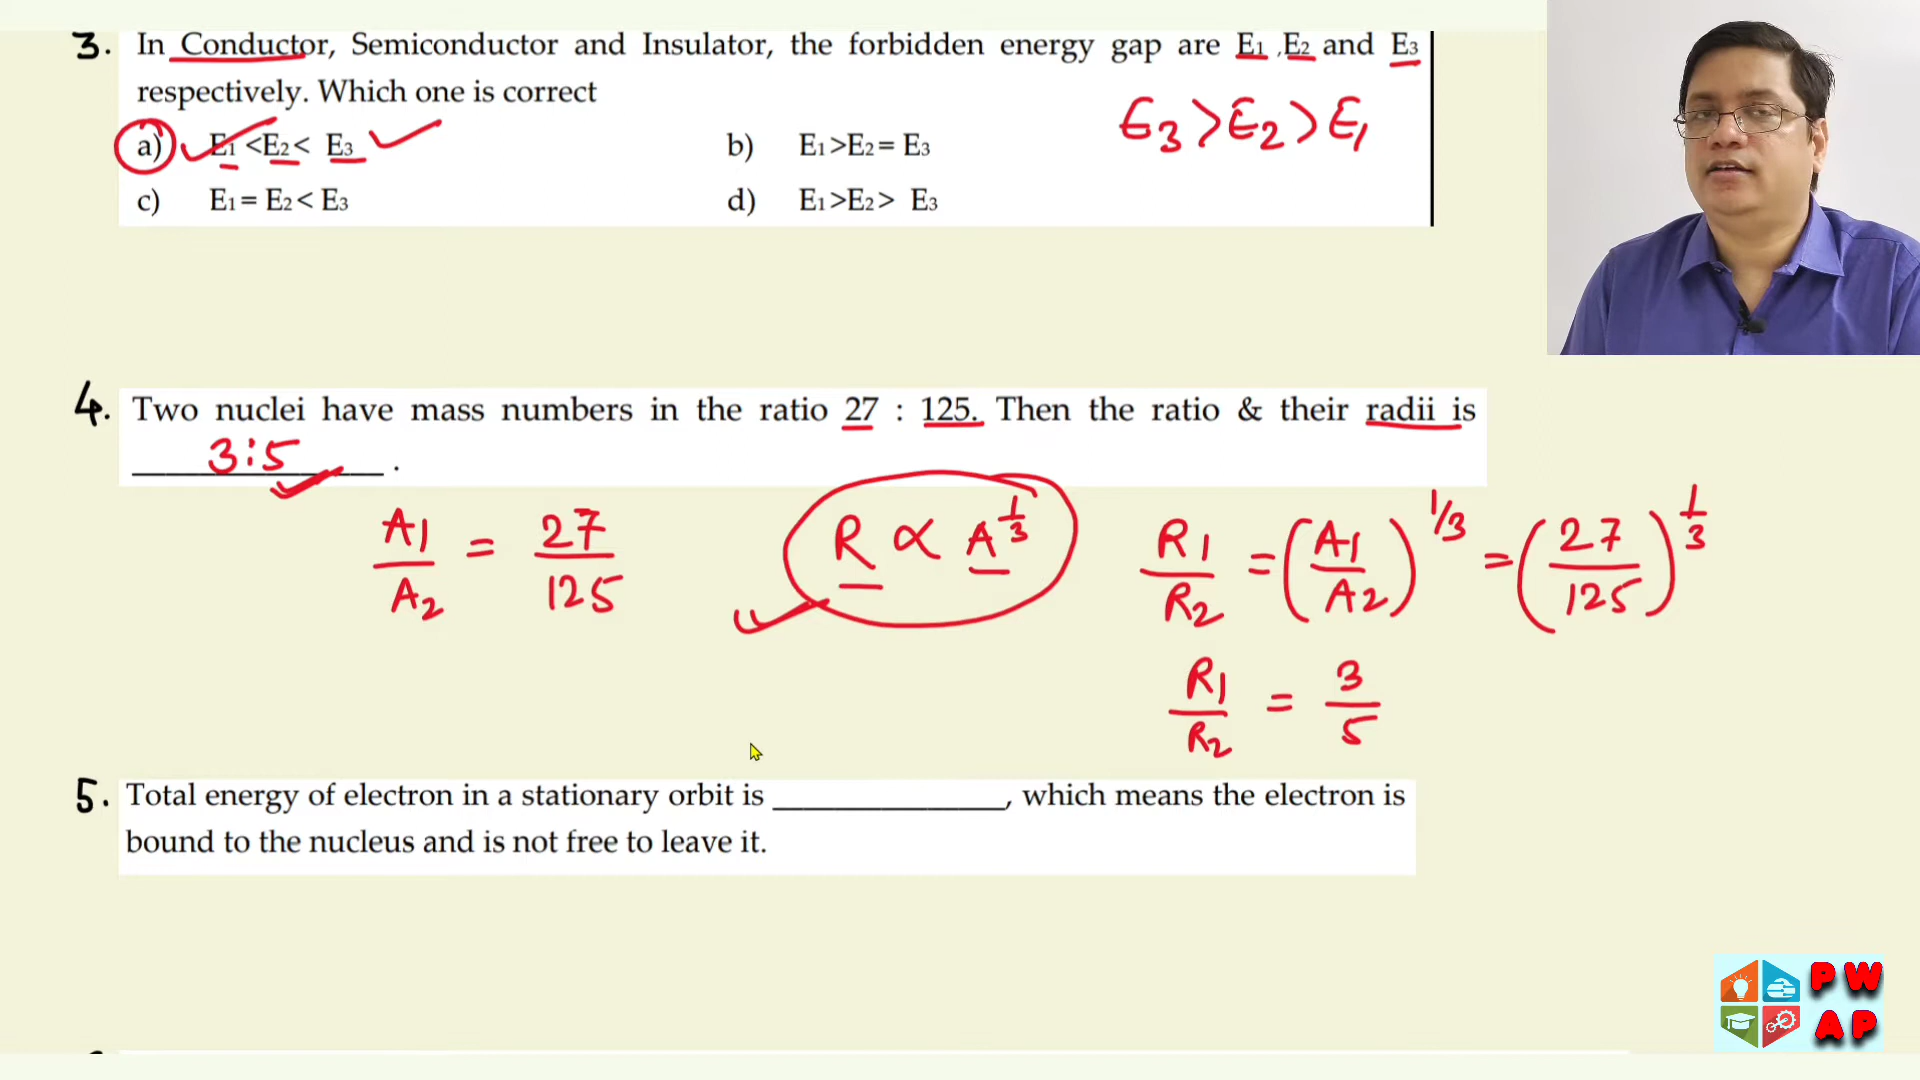 3. In Conductor, Semiconductor and Insulator, the forbidden energy gap are E1 ,E2 and E3
respectively. Which one is correct
E3 > E2 > E1
a) E1 <E2 < E3
b) E1 >E2 = E3
c) E1 = E2 < E3
d) E1 >E2 > E3
4. Two nuclei have mass numbers in the ratio 27 : 125. Then the ratio & their radii is
3:5 .
A1/A2 = 27/125
R ∝ A^1/3
R1/R2 = (A1/A2)^1/3 = (27/125)^1/3
R1/R2 = 3/5
5. Total energy of electron in a stationary orbit is _______________, which means the electron is
bound to the nucleus and is not free to leave it.
PW
AP